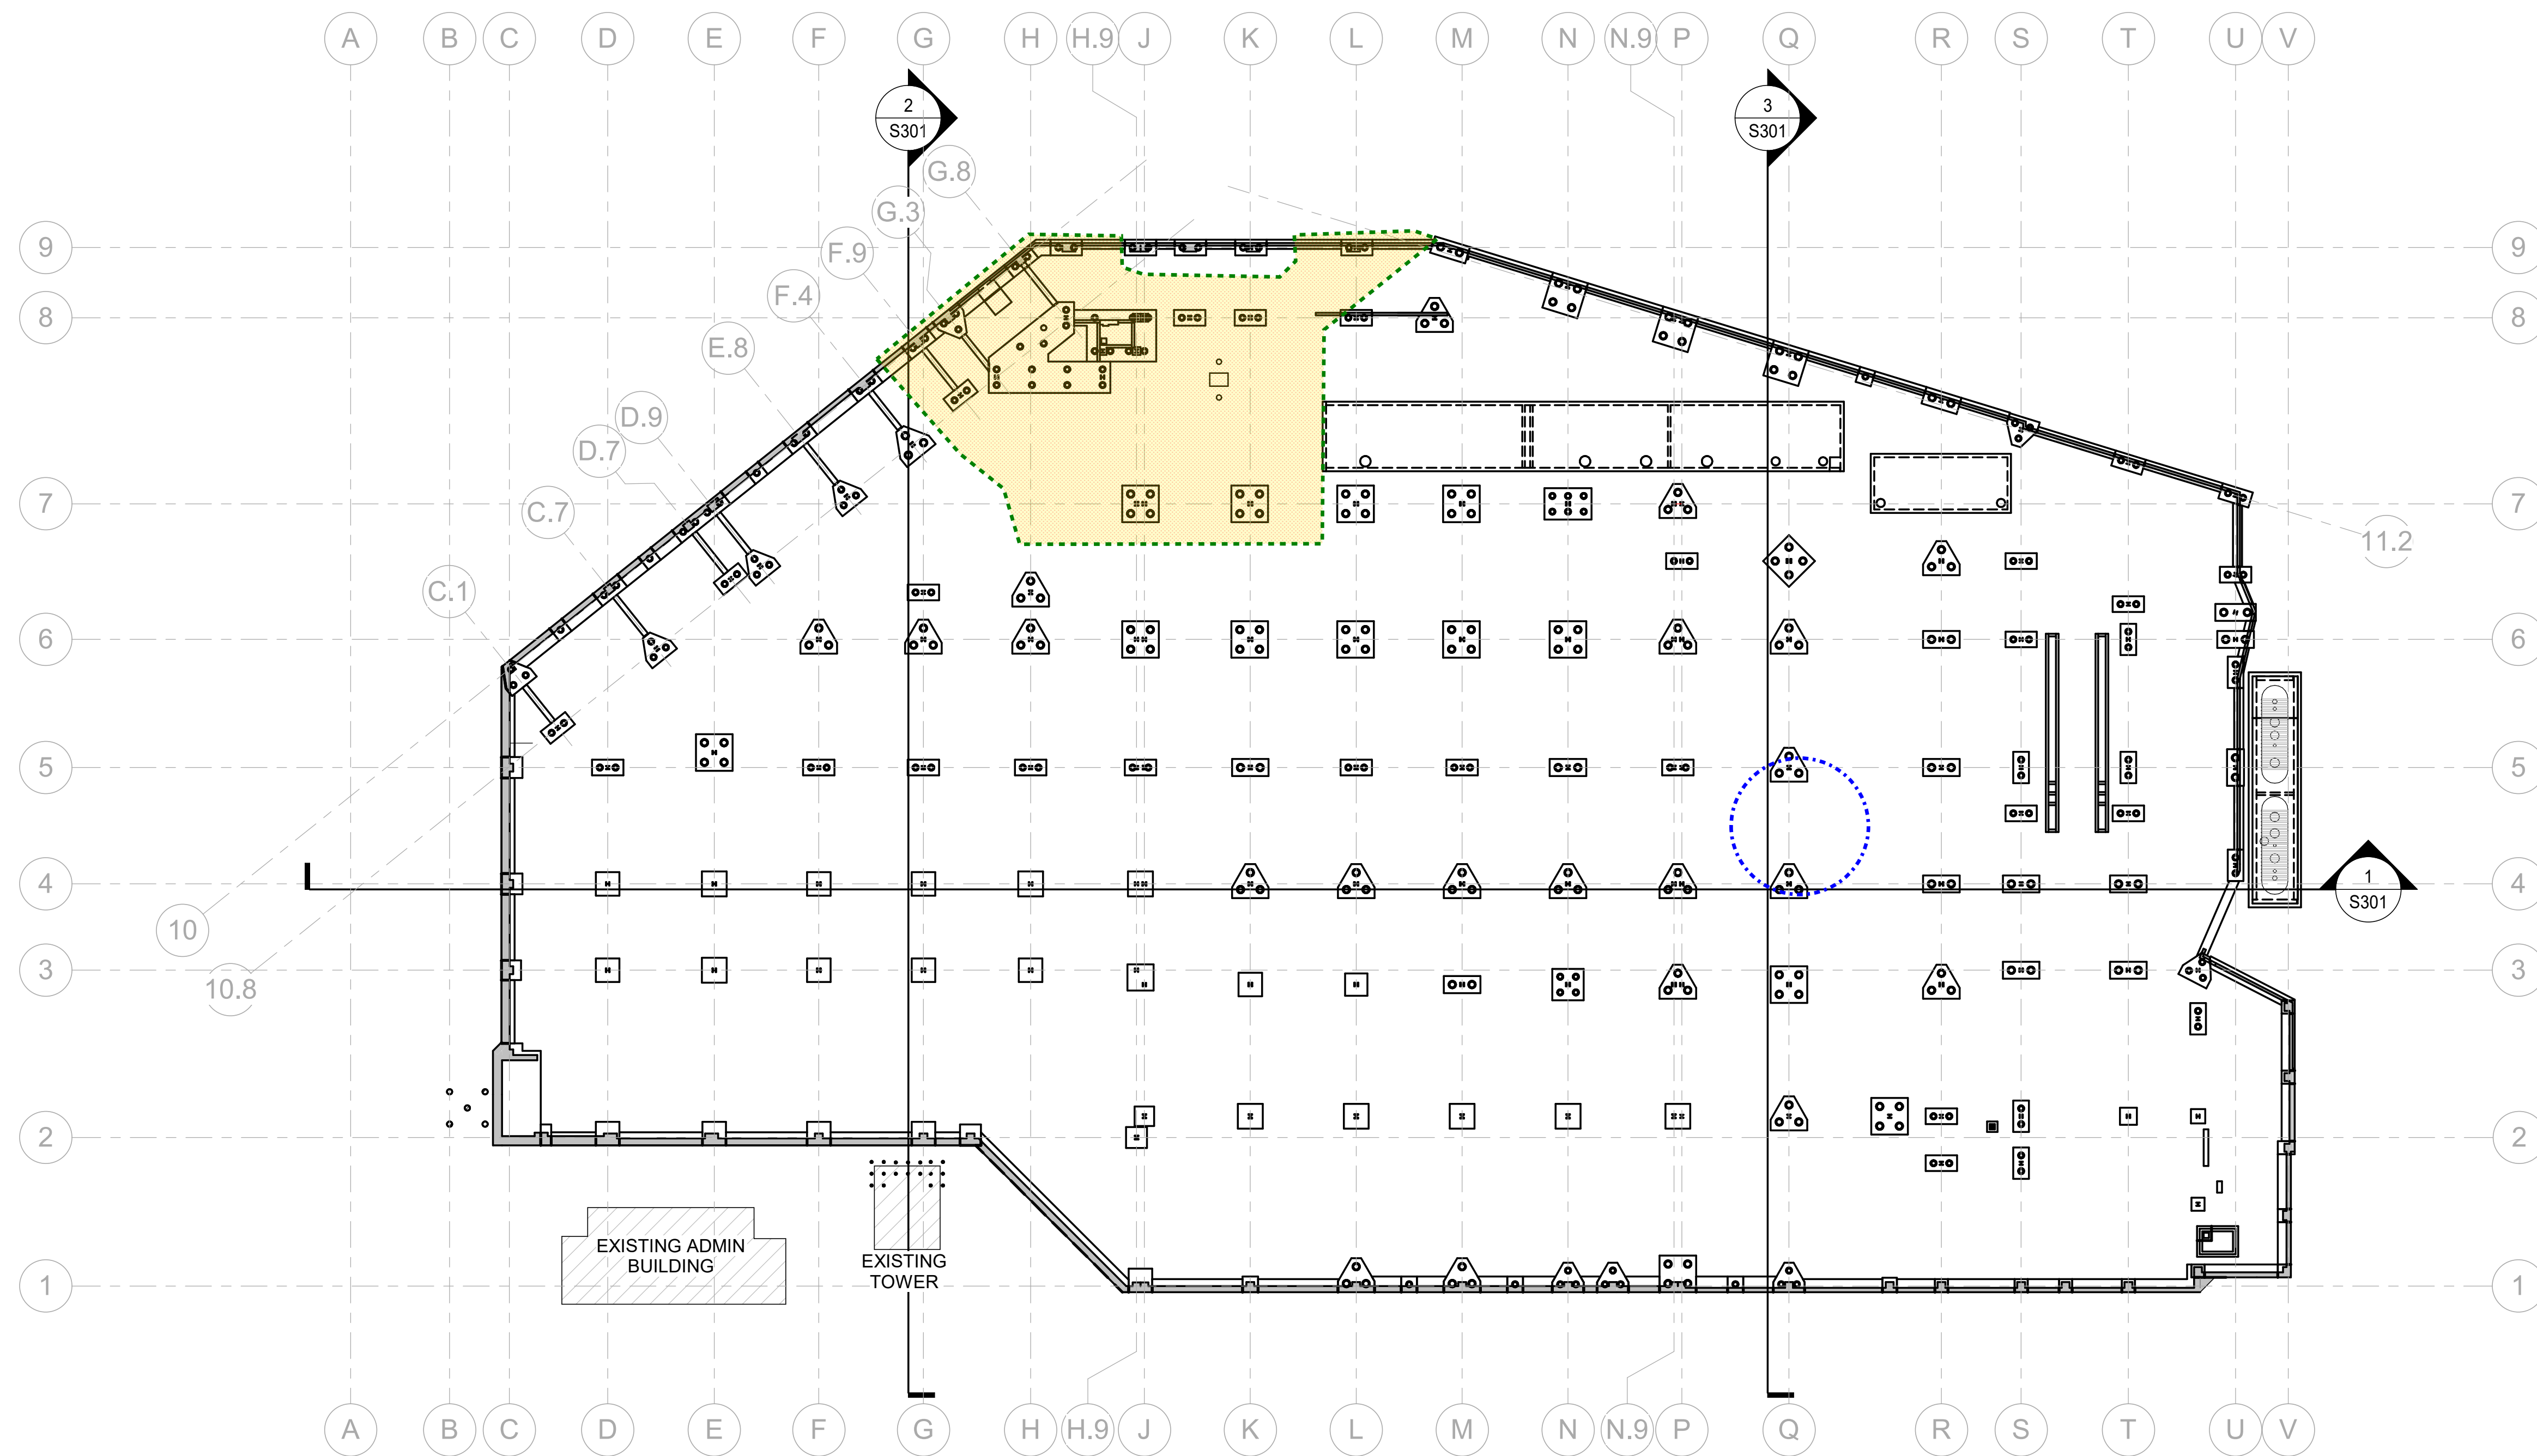 A B C D E F G H H.9 J K L M N N.9 P Q R S T U V
2
S301
3
S301
G.8
G.3
9 9
F.9
F.4
8 8
E.8
D.9
D.7
7 7
C.7
11.2
C.1
6 6
5 5
4 4
1
S301
10
3 3
10.8
2 2
EXISTING ADMIN
BUILDING
EXISTING
TOWER
1 1
A B C D E F G H H.9 J K L M N N.9 P Q R S T U V